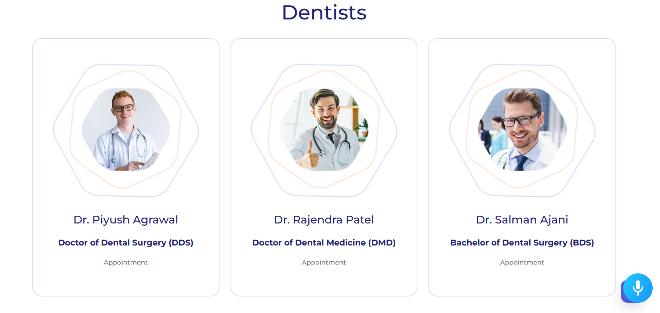 Dentists
Dr. Piyush Agrawal
Doctor of Dental Surgery (DDS)
Appointment
Dr. Rajendra Patel
Doctor of Dental Medicine (DMD)
Appointment
Dr. Salman Ajani
Bachelor of Dental Surgery (BDS)
Appointment